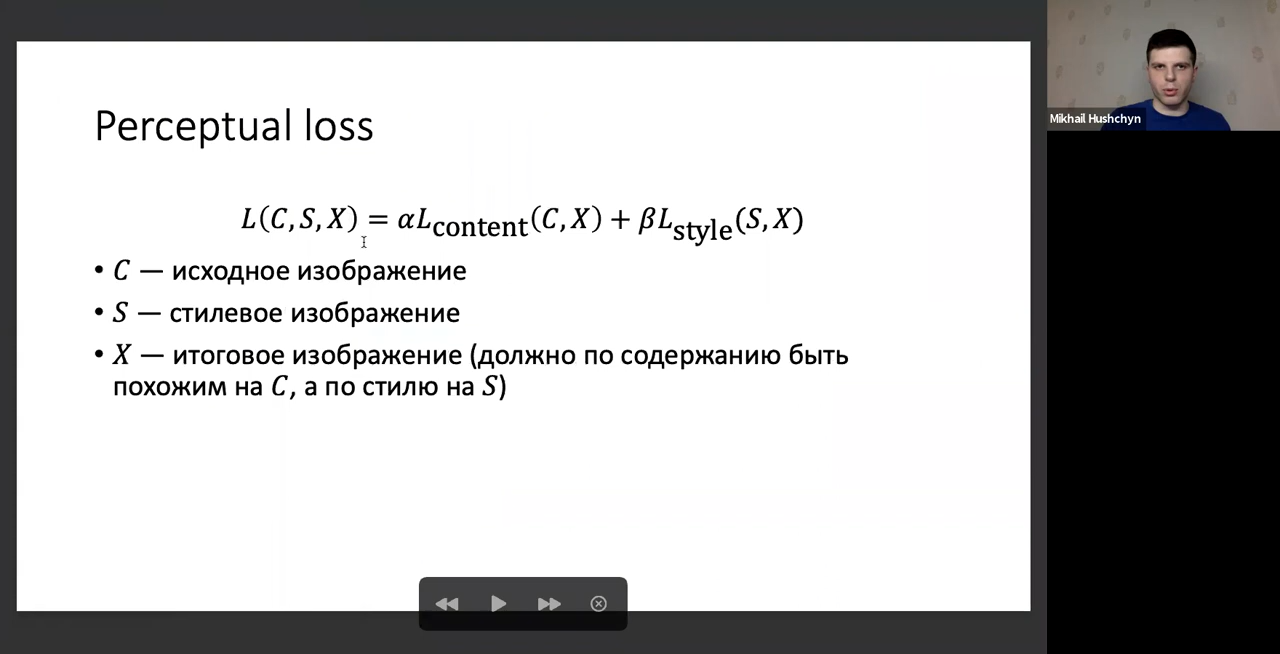 Perceptual loss
L(C, S, X) = αL_content(C, X) + βL_style(S, X)
• C — исходное изображение
• S — стилевое изображение
• X — итоговое изображение (должно по содержанию быть
похожим на C, а по стилю на S)
Mikhail Hushchyn